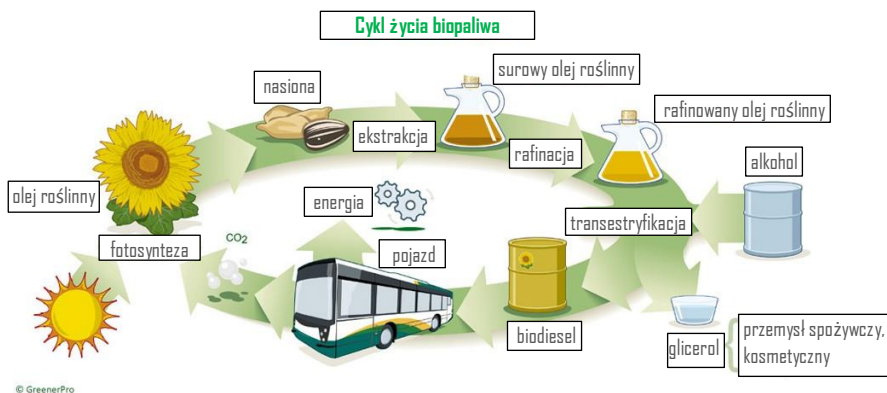 Cykl życia biopaliwa
surowy olej roślinny
nasiona
rafinowany olej roślinny
ekstrakcja
rafinacja
alkohol
olej roślinny
energia
transestryfikacja
fotosynteza
CO2
pojazd
biodiesel
glicerol
przemysł spożywczy,
kosmetyczny
© GreenerPro